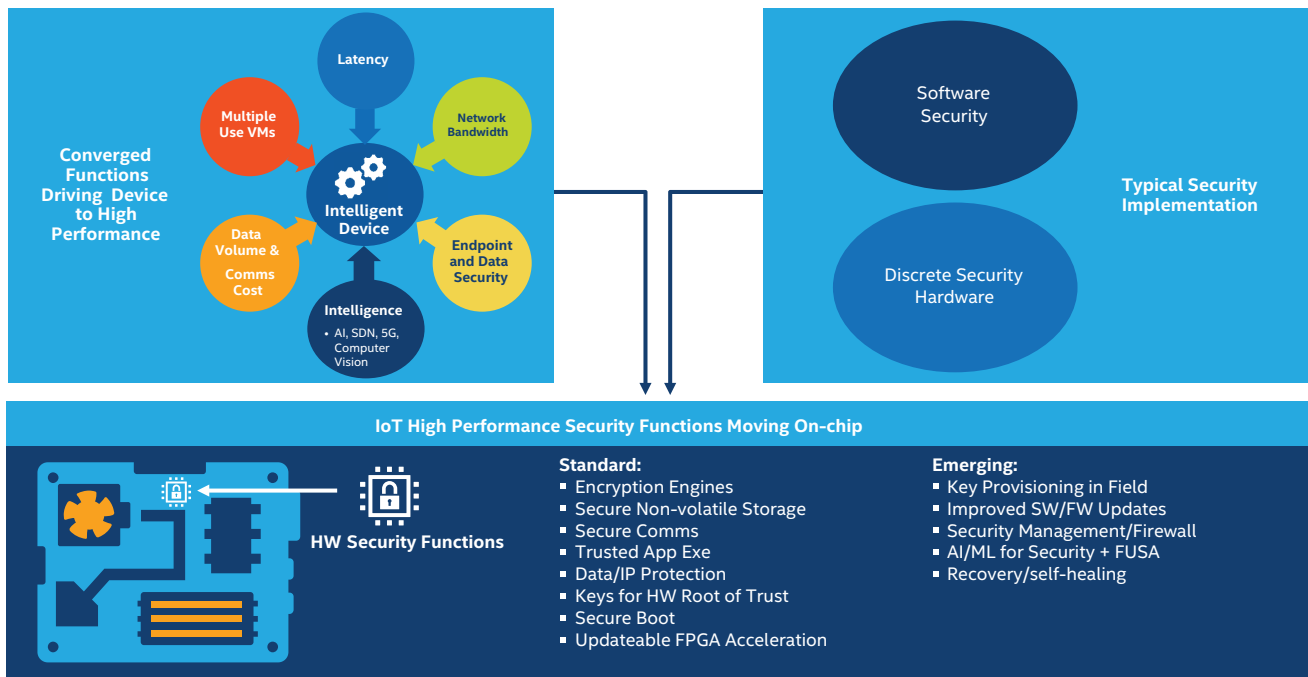 Converged
Functions
Driving Device
to High
Performance
Latency
Multiple
Use VMs
Network
Bandwidth
Intelligent
Device
Data
Volume &
Comms
Cost
Endpoint
and Data
Security
Intelligence
• AI, SDN, 5G,
Computer
Vision
Software
Security
Discrete Security
Hardware
Typical Security
Implementation
IoT High Performance Security Functions Moving On-chip
HW Security Functions
Standard:
▪ Encryption Engines
▪ Secure Non-volatile Storage
▪ Secure Comms
▪ Trusted App Exe
▪ Data/IP Protection
▪ Keys for HW Root of Trust
▪ Secure Boot
▪ Updateable FPGA Acceleration
Emerging:
▪ Key Provisioning in Field
▪ Improved SW/FW Updates
▪ Security Management/Firewall
▪ AI/ML for Security + FUSA
▪ Recovery/self-healing